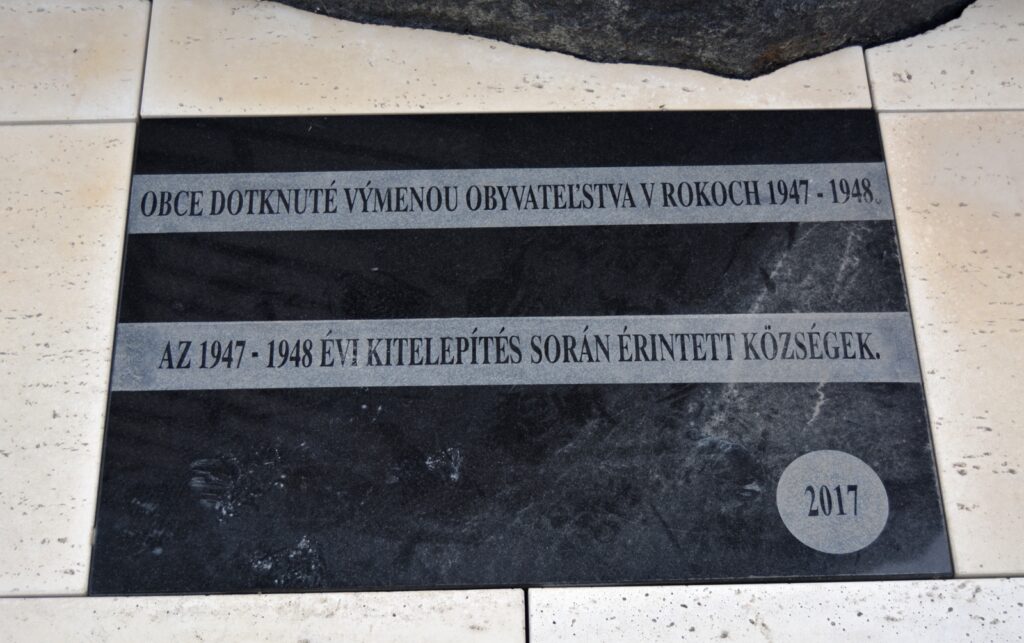 OBCE DOTKNUTÉ VÝMENOU OBYVATEĽSTVA V ROKOCH 1947 - 1948.
AZ 1947 - 1948 ÉVI KITELEPÍTÉS SORÁN ÉRINTETT KÖZSÉGEK.
2017